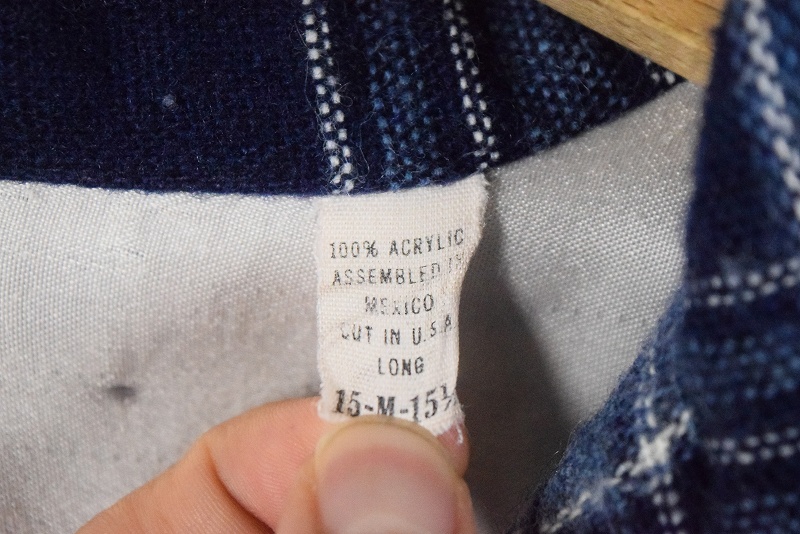 100% ACRYLIC
ASSEMBLED IN
MEXICO
CUT IN U.S.A
LONG
15-M-15½